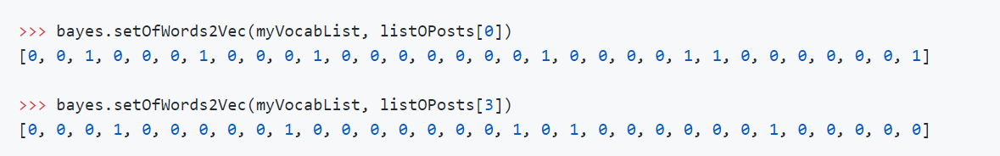 >>> bayes.setOfWords2Vec(myVocabList, listOPosts[0])
[0, 0, 1, 0, 0, 0, 1, 0, 0, 0, 1, 0, 0, 0, 0, 0, 0, 0, 1, 0, 0, 0, 0, 1, 1, 0, 0, 0, 0, 0, 0, 1]
>>> bayes.setOfWords2Vec(myVocabList, listOPosts[3])
[0, 0, 0, 1, 0, 0, 0, 0, 0, 1, 0, 0, 0, 0, 0, 0, 0, 1, 0, 1, 0, 0, 0, 0, 0, 0, 1, 0, 0, 0, 0, 0]